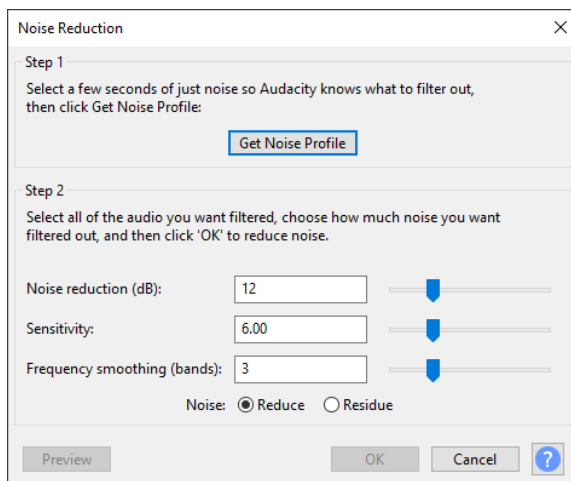 Noise Reduction
Step 1
Select a few seconds of just noise so Audacity knows what to filter out,
then click Get Noise Profile:
Get Noise Profile
Step 2
Select all of the audio you want filtered, choose how much noise you want
filtered out, and then click 'OK' to reduce noise.
Noise reduction (dB): 12
Sensitivity: 6.00
Frequency smoothing (bands): 3
Noise: Reduce Residue
Preview OK Cancel ?